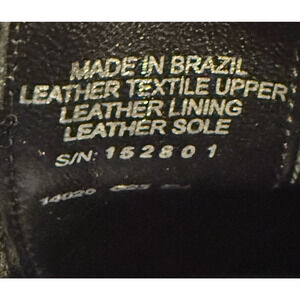 MADE IN BRAZIL
LEATHER TEXTILE UPPER
LEATHER LINING
LEATHER SOLE
S/N: 152801